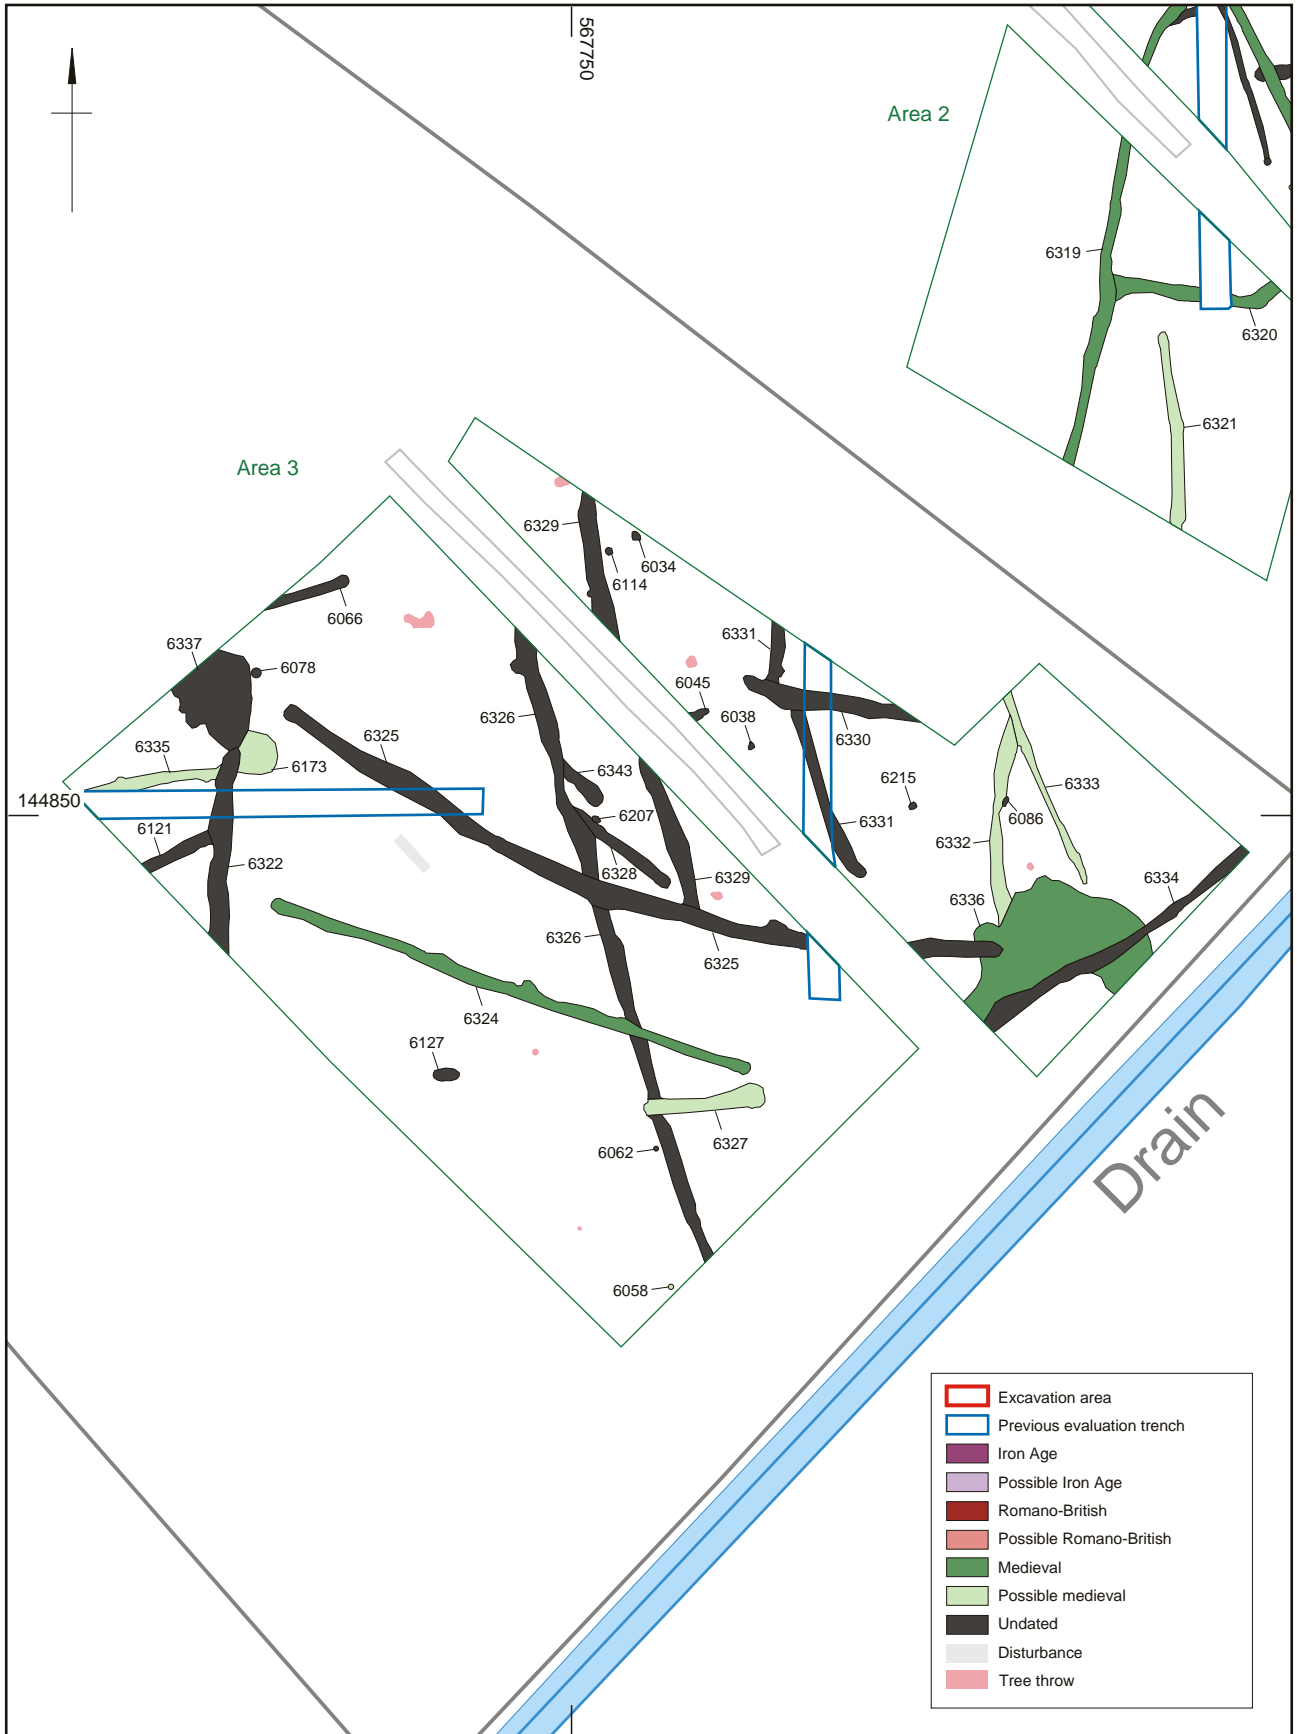 567750
Area 2
6319
6320
6321
Area 3
6329
6034
6114
6066
6337
6078
6331
6045
6038
6326
6325
6330
6335
6173
6343
6215
6333
144850
6207
6086
6121
6331
6332
6322
6328
6329
6334
6336
6326
6325
6324
6127
Drain
6327
6062
6058
Excavation area
Previous evaluation trench
Iron Age
Possible Iron Age
Romano-British
Possible Romano-British
Medieval
Possible medieval
Undated
Disturbance
Tree throw